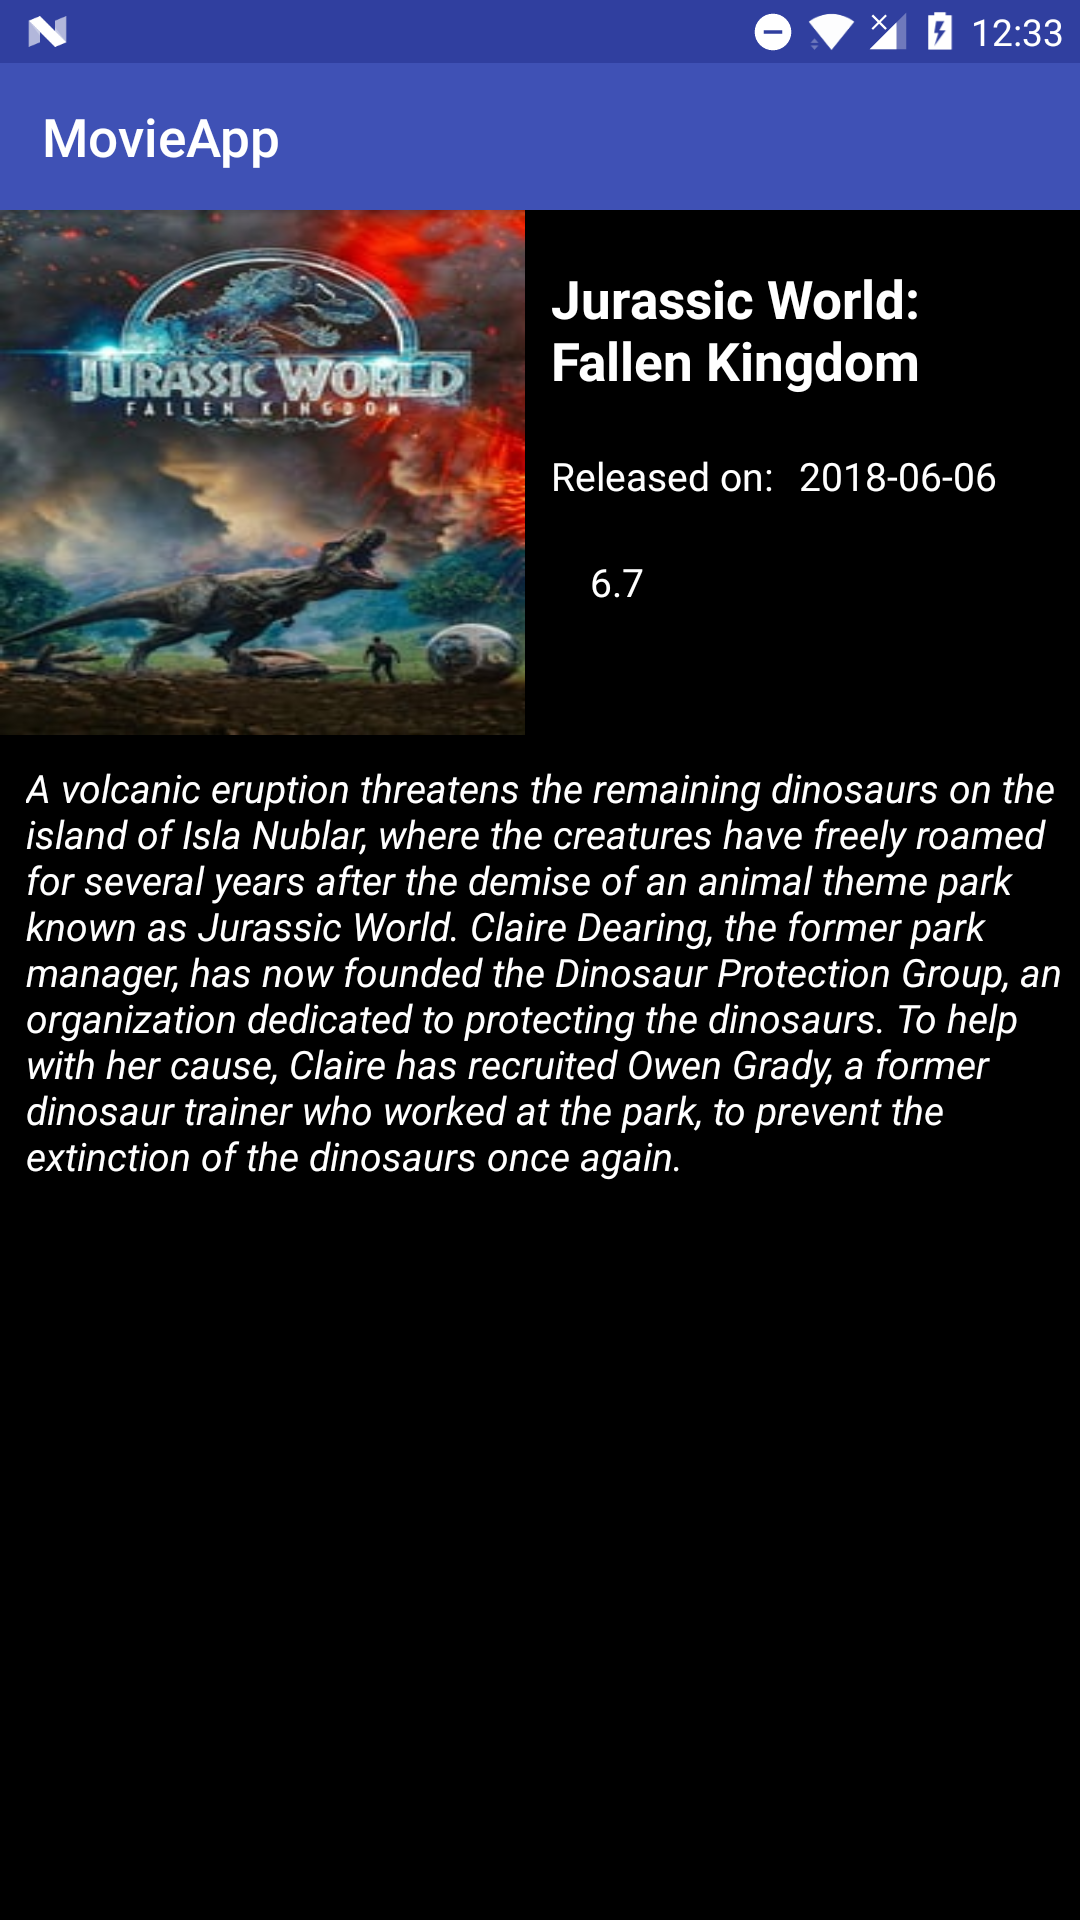 12:33
MovieApp
JURASSIC WORLD
FALLEN KINGDOM
Jurassic World:
Fallen Kingdom
Released on: 2018-06-06
6.7
A volcanic eruption threatens the remaining dinosaurs on the
island of Isla Nublar, where the creatures have freely roamed
for several years after the demise of an animal theme park
known as Jurassic World. Claire Dearing, the former park
manager, has now founded the Dinosaur Protection Group, an
organization dedicated to protecting the dinosaurs. To help
with her cause, Claire has recruited Owen Grady, a former
dinosaur trainer who worked at the park, to prevent the
extinction of the dinosaurs once again.